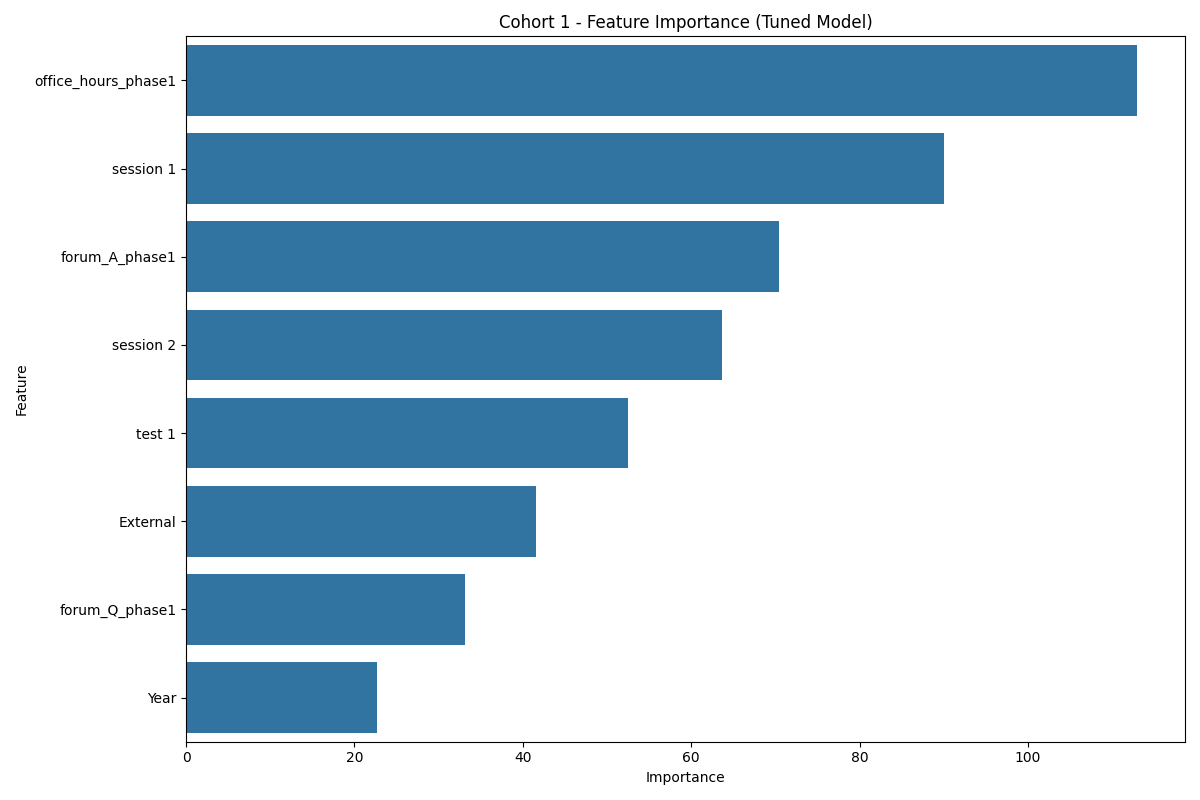 Cohort 1 - Feature Importance (Tuned Model)
office_hours_phase1
session 1
forum_A_phase1
session 2
test 1
External
forum_Q_phase1
Year
Feature
0 20 40 60 80 100
Importance